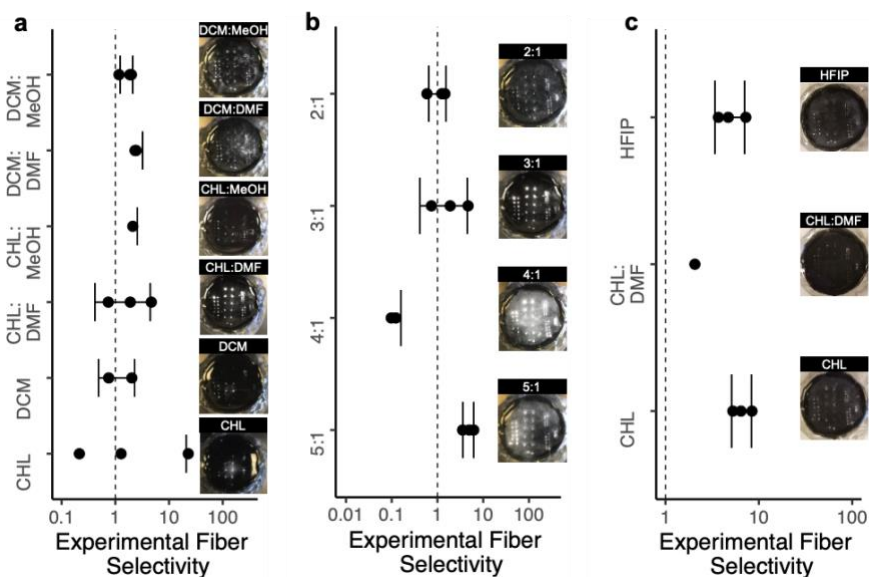 a
DCM:
MeOH
DCM:
DMF
CHL:
MeOH
CHL:
DMF
DCM
CHL
DCM:MeOH
DCM:DMF
CHL:MeOH
CHL:DMF
DCM
CHL
0.1 1 10 100
Experimental Fiber
Selectivity
b
2:1
3:1
4:1
5:1
2:1
3:1
4:1
5:1
0.01 0.1 1 10 100
Experimental Fiber
Selectivity
c
HFIP
CHL:
DMF
CHL
HFIP
CHL:DMF
CHL
1 10 100
Experimental Fiber
Selectivity